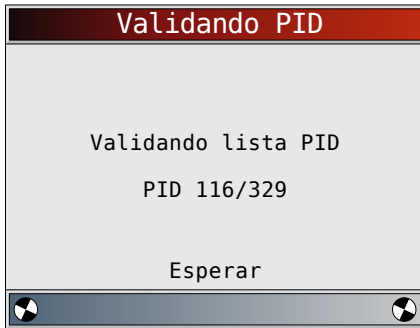 Validando PID
Validando lista PID
PID 116/329
Esperar